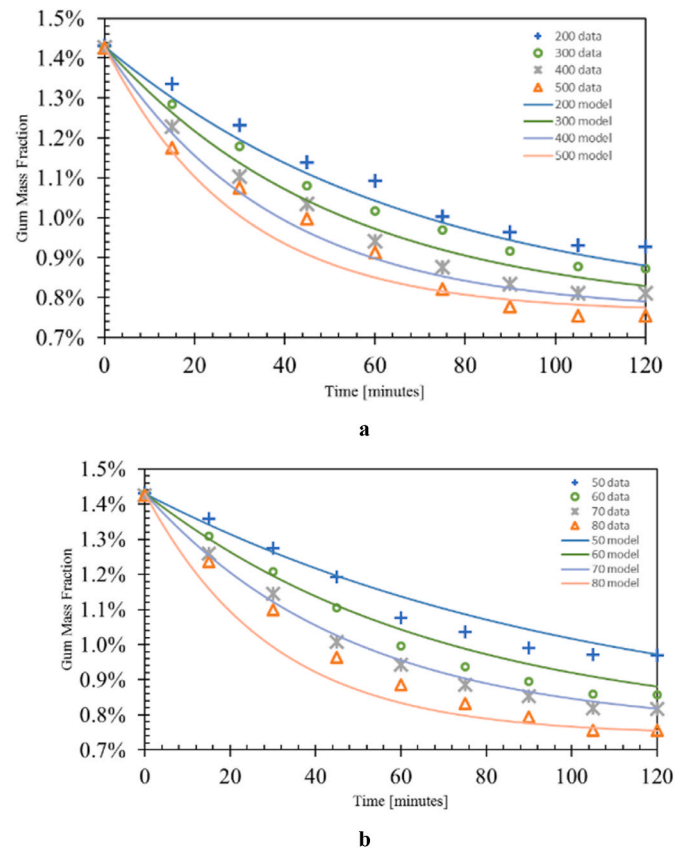 1.5%
1.4%
1.3%
1.2%
1.1%
1.0%
0.9%
0.8%
0.7%
Gum Mass Fraction
200 data
300 data
400 data
500 data
200 model
300 model
400 model
500 model
0 20 40 60 80 100 120
Time [minutes]
a
1.5%
1.4%
1.3%
1.2%
1.1%
1.0%
0.9%
0.8%
0.7%
Gum Mass Fraction
50 data
60 data
70 data
80 data
50 model
60 model
70 model
80 model
0 20 40 60 80 100 120
Time [minutes]
b